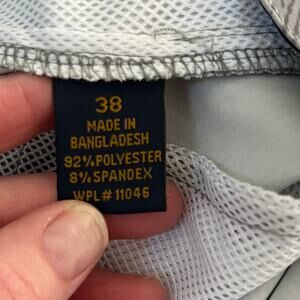 38
MADE IN
BANGLADESH
92%POLYESTER
8%SPANDEX
WPL#11046